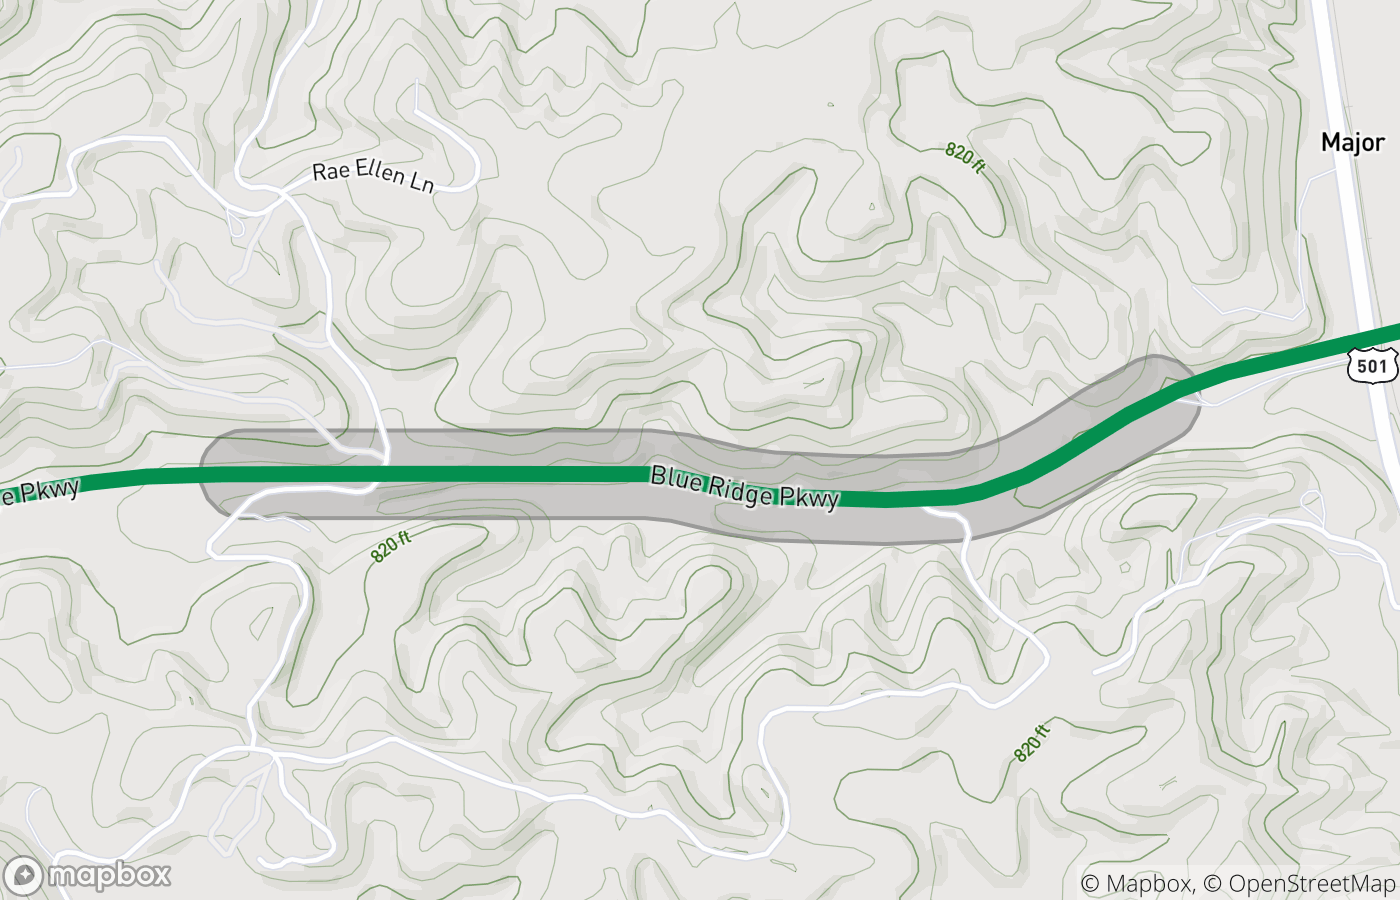 Major
820 ft
Rae Ellen Ln
501
e Pkwy
Blue Ridge Pkwy
820 ft
820 ft
mapbox
© Mapbox, © OpenStreetMap